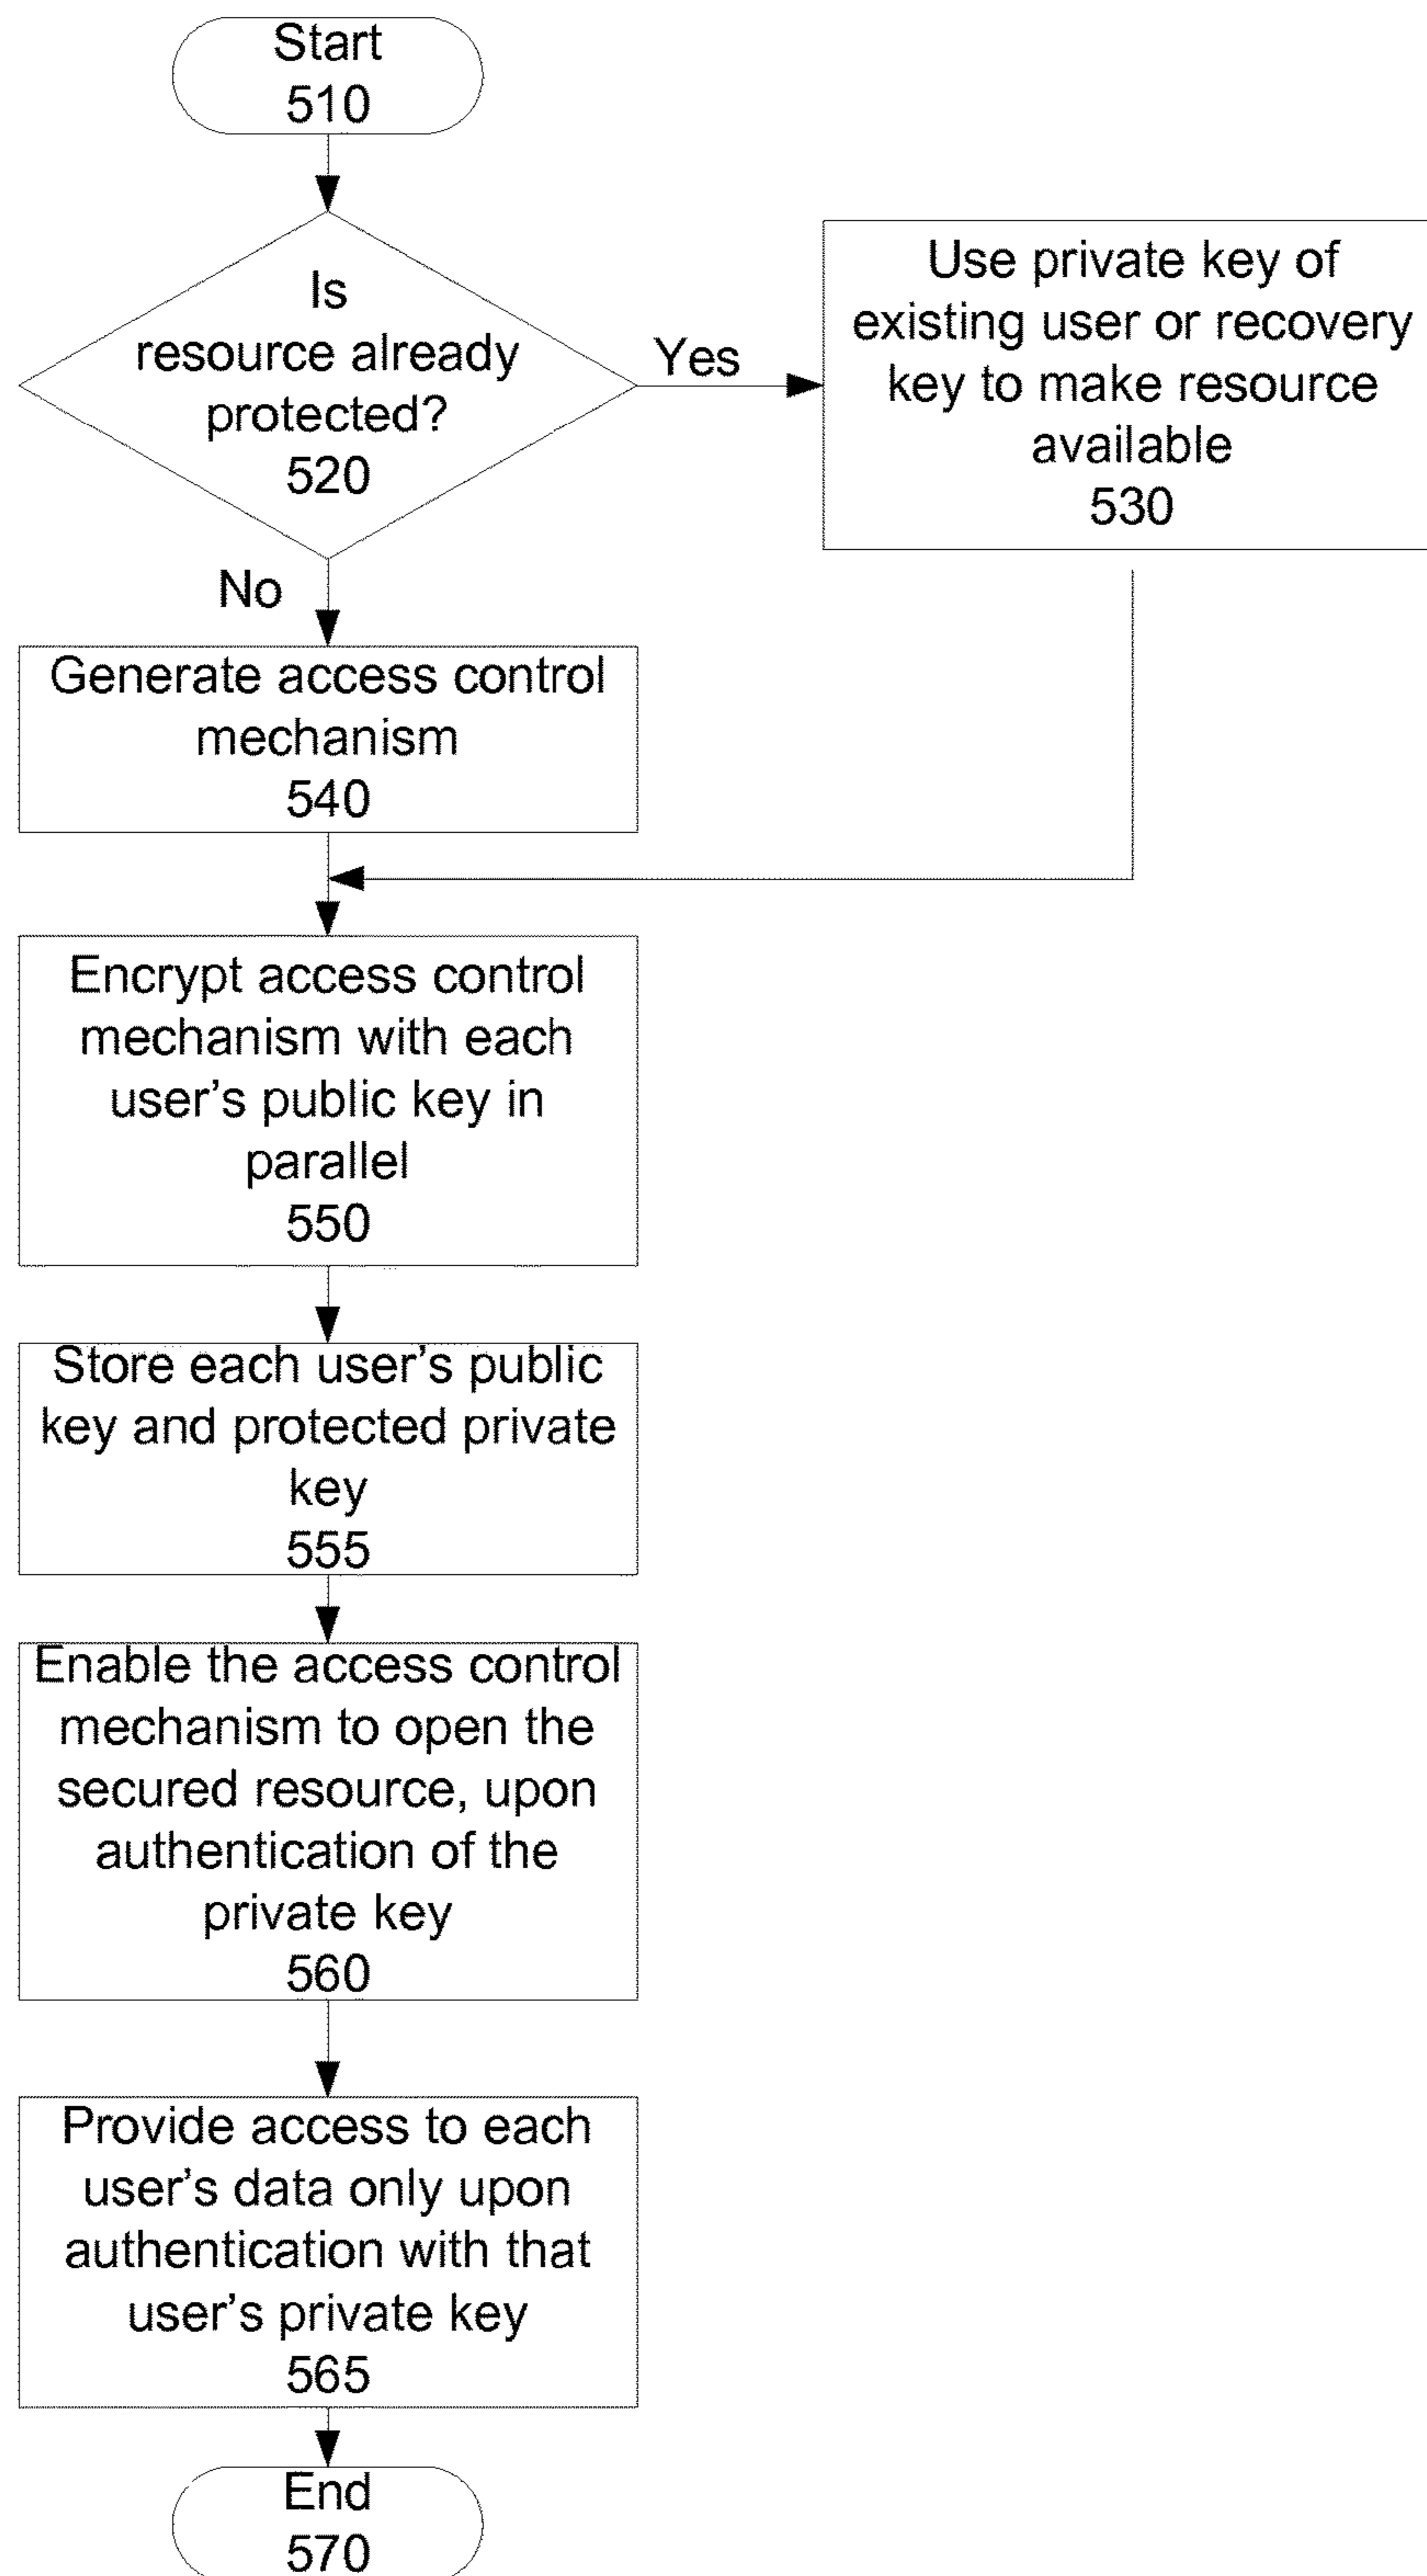 Start
510
Is
resource already
protected?
520
Yes
Use private key of
existing user or recovery
key to make resource
available
530
No
Generate access control
mechanism
540
Encrypt access control
mechanism with each
user’s public key in
parallel
550
Store each user’s public
key and protected private
key
555
Enable the access control
mechanism to open the
secured resource, upon
authentication of the
private key
560
Provide access to each
user’s data only upon
authentication with that
user’s private key
565
End
570